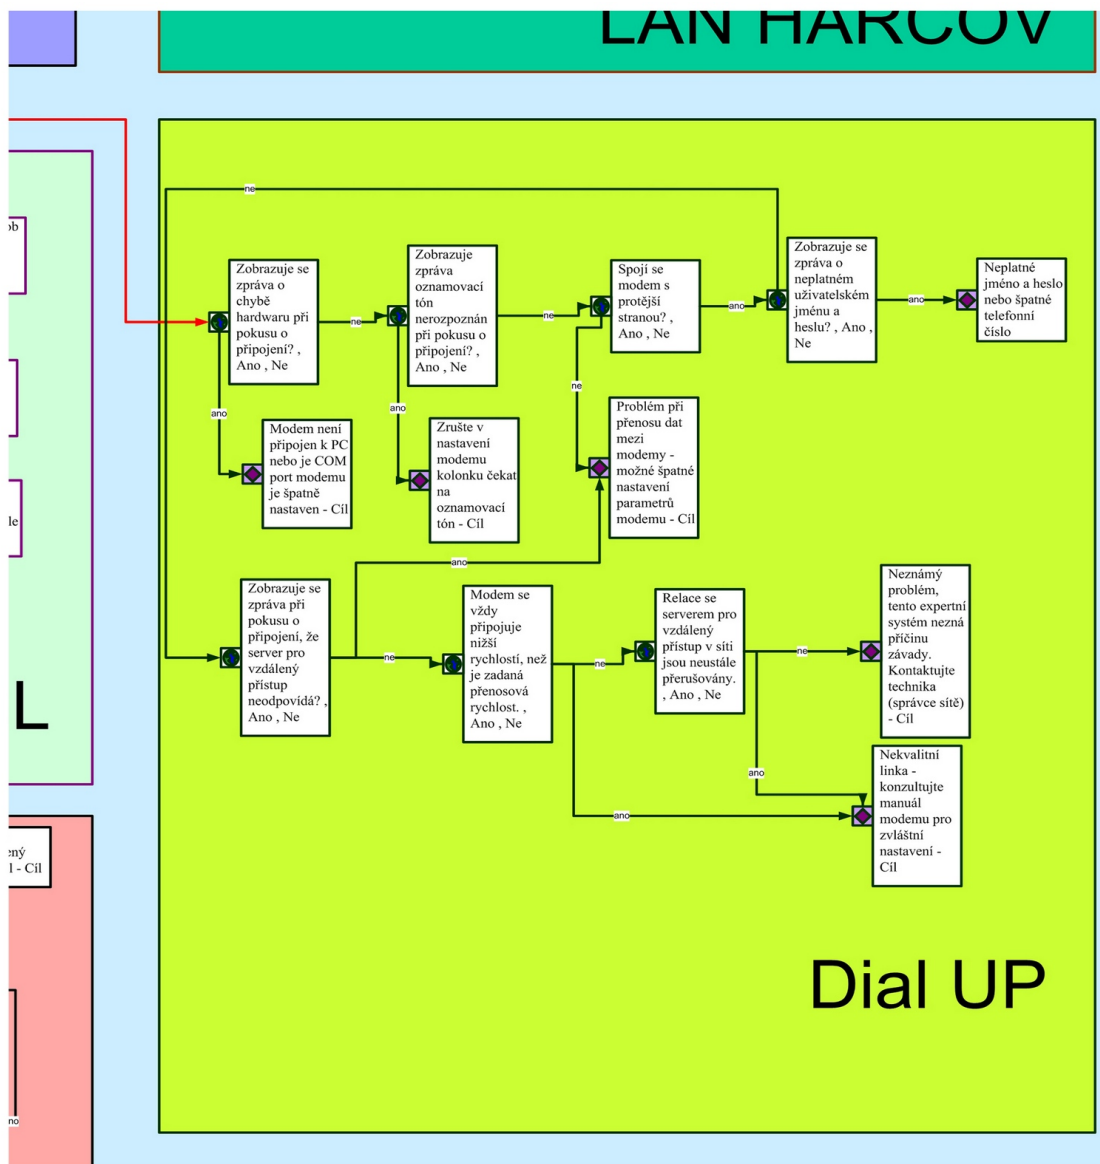 LAN HARCOV
ne
ob
Zobrazuje se
zpráva o
chybě
hardwaru při
pokusu o
připojení? ,
Ano , Ne
ne
Zobrazuje
zpráva
oznamovací
tón
nerozpoznán
při pokusu o
připojení? ,
Ano , Ne
ne
Spojí se
modem s
protější
stranou? ,
Ano , Ne
ano
Zobrazuje se
zpráva o
neplatném
uživatelském
jménu a
heslu? , Ano ,
Ne
ano
Neplatné
jméno a heslo
nebo špatné
telefonní
číslo
ano
ano
ne
Modem není
připojen k PC
nebo je COM
port modemu
je špatně
nastaven - Cíl
Zrušte v
nastavení
modemu
kolonku čekat
na
oznamovací
tón - Cíl
Problém při
přenosu dat
mezi
modemy -
možné špatné
nastavení
parametrů
modemu - Cíl
le
ano
Zobrazuje se
zpráva při
pokusu o
připojení, že
server pro
vzdálený
přístup
neodpovídá? ,
Ano , Ne
ne
Modem se
vždy
připojuje
nižší
rychlostí, než
je zadaná
přenosová
rychlost. ,
Ano , Ne
ne
Relace se
serverem pro
vzdálený
přístup v síti
jsou neustále
přerušovány.
, Ano , Ne
ne
Neznámý
problém,
tento expertní
systém nezná
příčinu
závady.
Kontaktujte
technika
(správce sítě)
- Cíl
L
ano
ano
Nekvalitní
linka -
konzultujte
manuál
modemu pro
zvláštní
nastavení -
Cíl
ený
l - Cíl
Dial UP
no